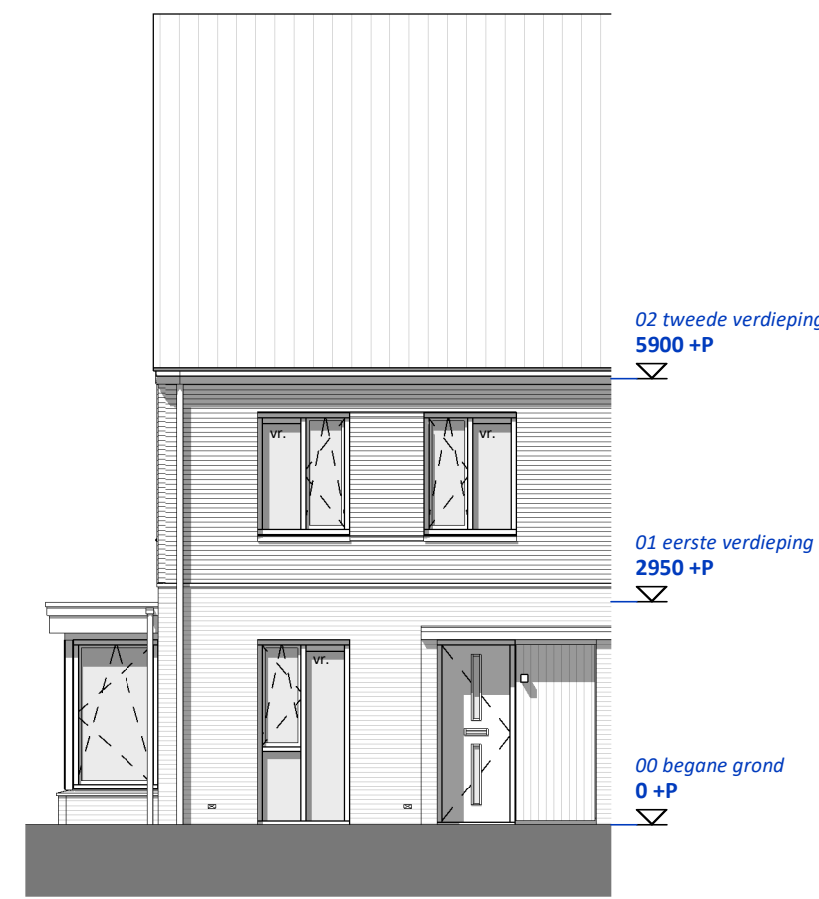 02 tweede verdieping
5900 +P
vr.
vr.
01 eerste verdieping
2950 +P
vr.
00 begane grond
0 +P